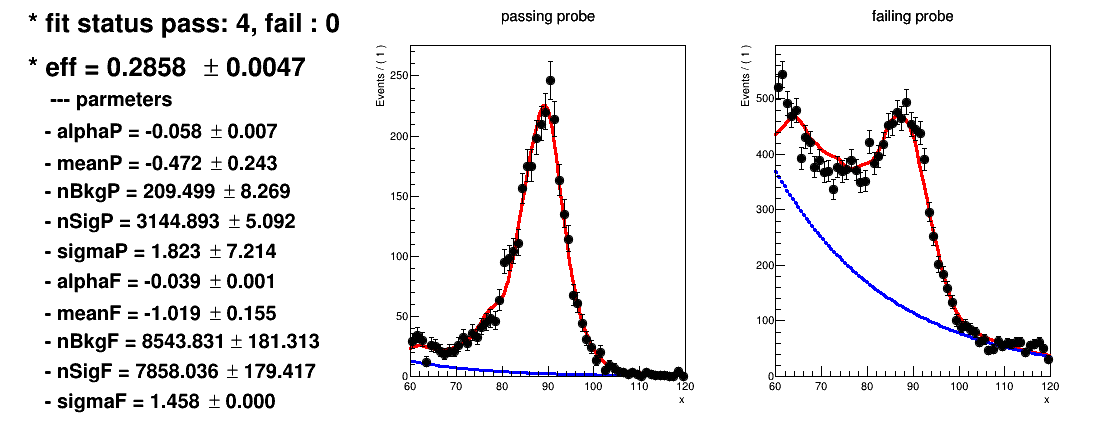 * fit status pass: 4, fail : 0
* eff = 0.2858 ± 0.0047
--- parmeters
- alphaP = -0.058 ± 0.007
- meanP = -0.472 ± 0.243
- nBkgP = 209.499 ± 8.269
- nSigP = 3144.893 ± 5.092
- sigmaP = 1.823 ± 7.214
- alphaF = -0.039 ± 0.001
- meanF = -1.019 ± 0.155
- nBkgF = 8543.831 ± 181.313
- nSigF = 7858.036 ± 179.417
- sigmaF = 1.458 ± 0.000
passing probe
Events / ( 1 )
250
200
150
100
50
0
60 70 80 90 100 110 120
x
failing probe
Events / ( 1 )
500
400
300
200
100
0
60 70 80 90 100 110 120
x